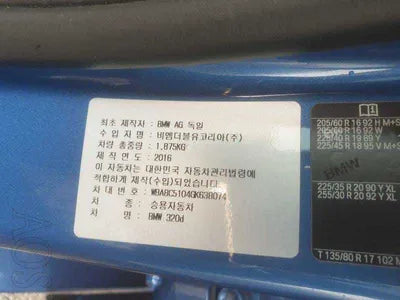 최초 제작자 : BMW AG 독일
수 입 자 : 비엠더블유코리아(주)
차량 총중량 : 1,875KG
제 작 연 도 : 2016
이 자동차는 대한민국 자동차관리법령에
적합하게 제작(수입)되었습니다.
차 대 번 호 : WBA8C5104GK638074
차 종 : 승용자동차
차 명 : BMW 320d
205/60 R 16 92 H M+S
205/60 R 16 92 W
225/45 R 18 95 V M+S
BMW
225/35 R 20 90 Y XL
255/30 R 20 92 Y XL
T 135/80 R 17 102 M